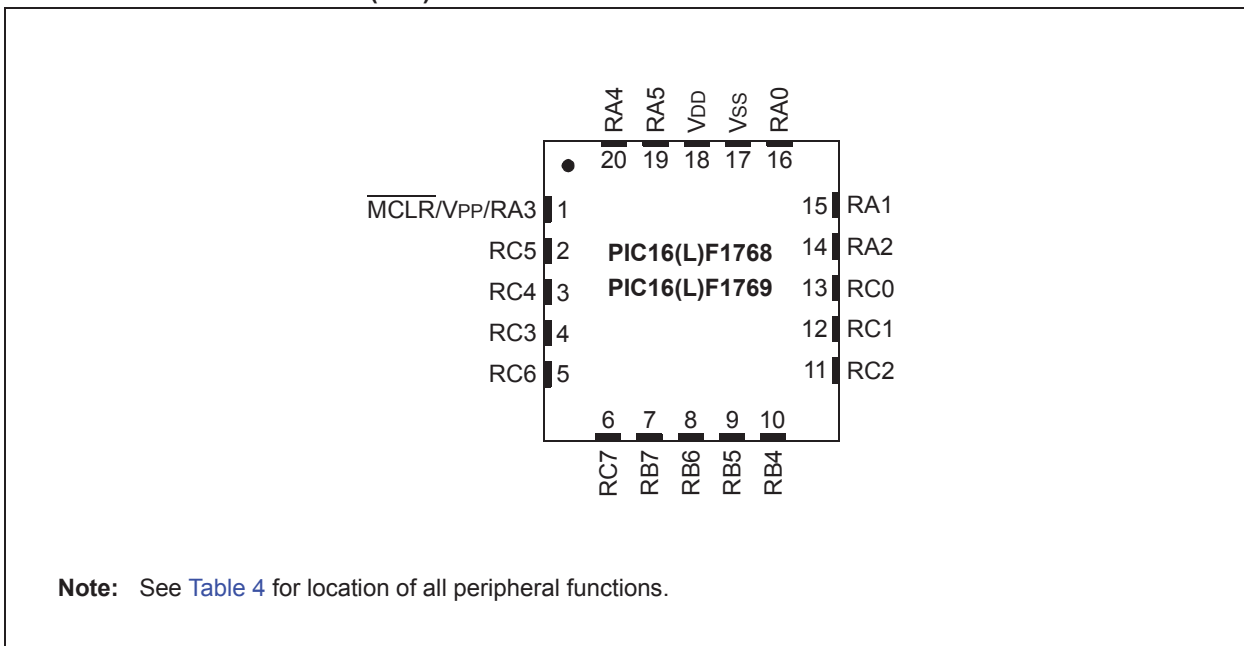 RA4 RA5 VDD VSS RA0
20 19 18 17 16
MCLR/VPP/RA3 1 15 RA1
RC5 2 PIC16(L)F1768 14 RA2
RC4 3 PIC16(L)F1769 13 RC0
RC3 4 12 RC1
RC6 5 11 RC2
6 7 8 9 10
RC7 RB7 RB6 RB5 RB4
Note: See Table 4 for location of all peripheral functions.